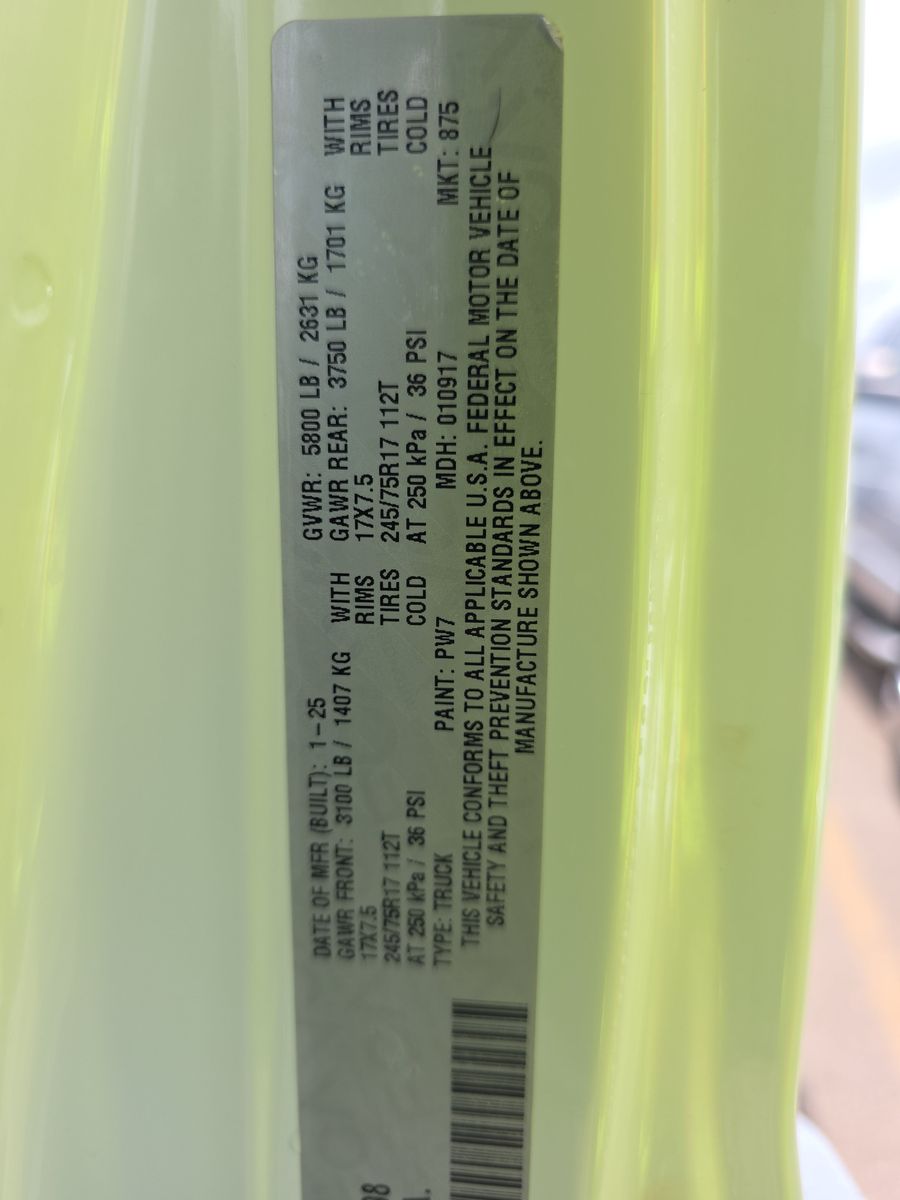 DATE OF MFR (BUILT): 1-25 GVWR: 5800 LB / 2631 KG
GAWR FRONT: 3100 LB / 1407 KG WITH GAWR REAR: 3750 LB / 1701 KG WITH
17X7.5 RIMS 17X7.5 RIMS
245/75R17 112T TIRES 245/75R17 112T TIRES
AT 250 kPa / 36 PSI COLD AT 250 kPa / 36 PSI COLD
TYPE: TRUCK PAINT: PW7 MDH: 010917 MKT: 875
THIS VEHICLE CONFORMS TO ALL APPLICABLE U.S.A. FEDERAL MOTOR VEHICLE
SAFETY AND THEFT PREVENTION STANDARDS IN EFFECT ON THE DATE OF
MANUFACTURE SHOWN ABOVE.